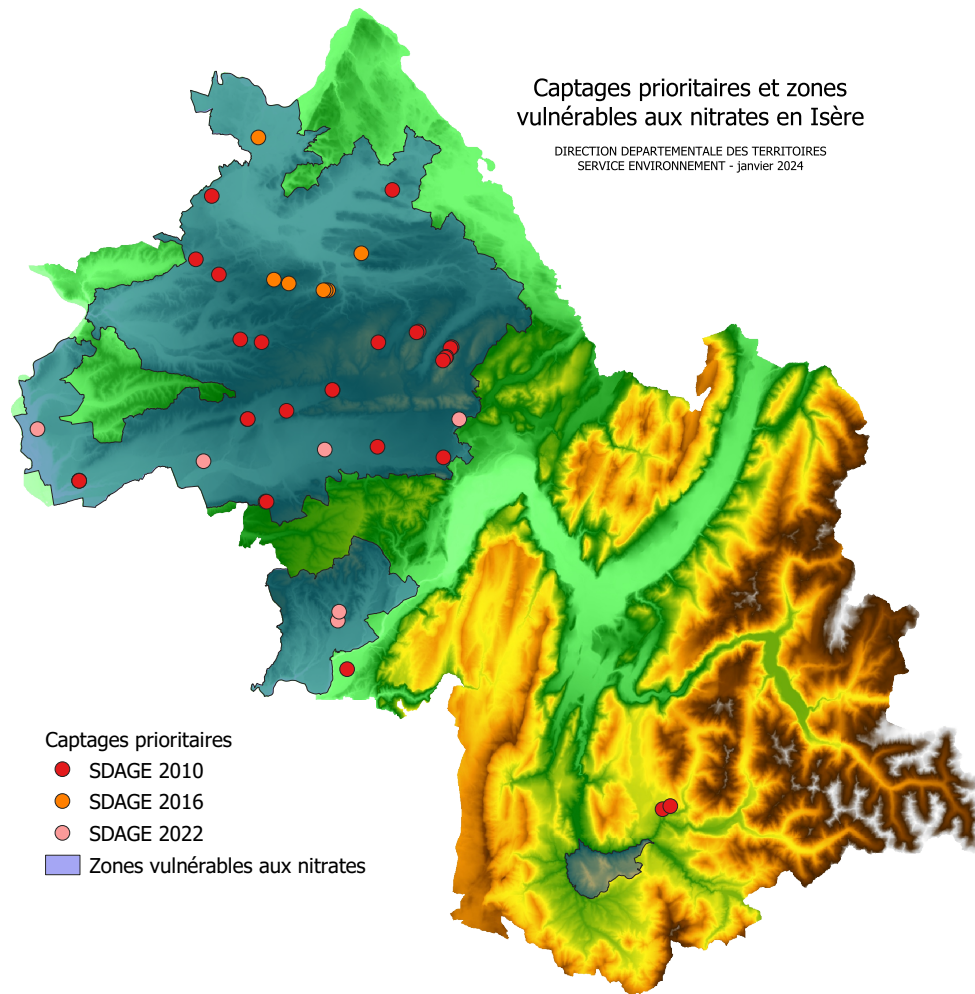 Captages prioritaires et zones
vulnérables aux nitrates en Isère
DIRECTION DEPARTEMENTALE DES TERRITOIRES
SERVICE ENVIRONNEMENT - janvier 2024
Captages prioritaires
SDAGE 2010
SDAGE 2016
SDAGE 2022
Zones vulnérables aux nitrates